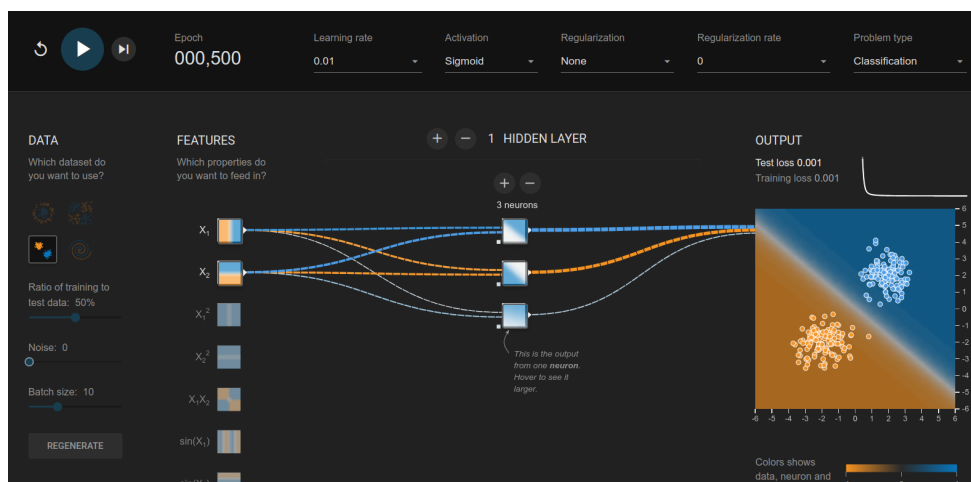 Epoch
000,500
Learning rate
0.01
Activation
Sigmoid
Regularization
None
Regularization rate
0
Problem type
Classification
DATA
Which dataset do
you want to use?
Ratio of training to
test data: 50%
Noise: 0
Batch size: 10
REGENERATE
FEATURES
Which properties do
you want to feed in?
X₁
X₂
X₁²
X₂²
X₁X₂
sin(X₁)
1 HIDDEN LAYER
3 neurons
This is the output
from one neuron.
Hover to see it
larger.
OUTPUT
Test loss 0.001
Training loss 0.001
6
5
4
3
2
1
0
-1
-2
-3
-4
-5
-6
-6 -5 -4 -3 -2 -1 0 1 2 3 4 5 6
Colors shows
data, neuron and